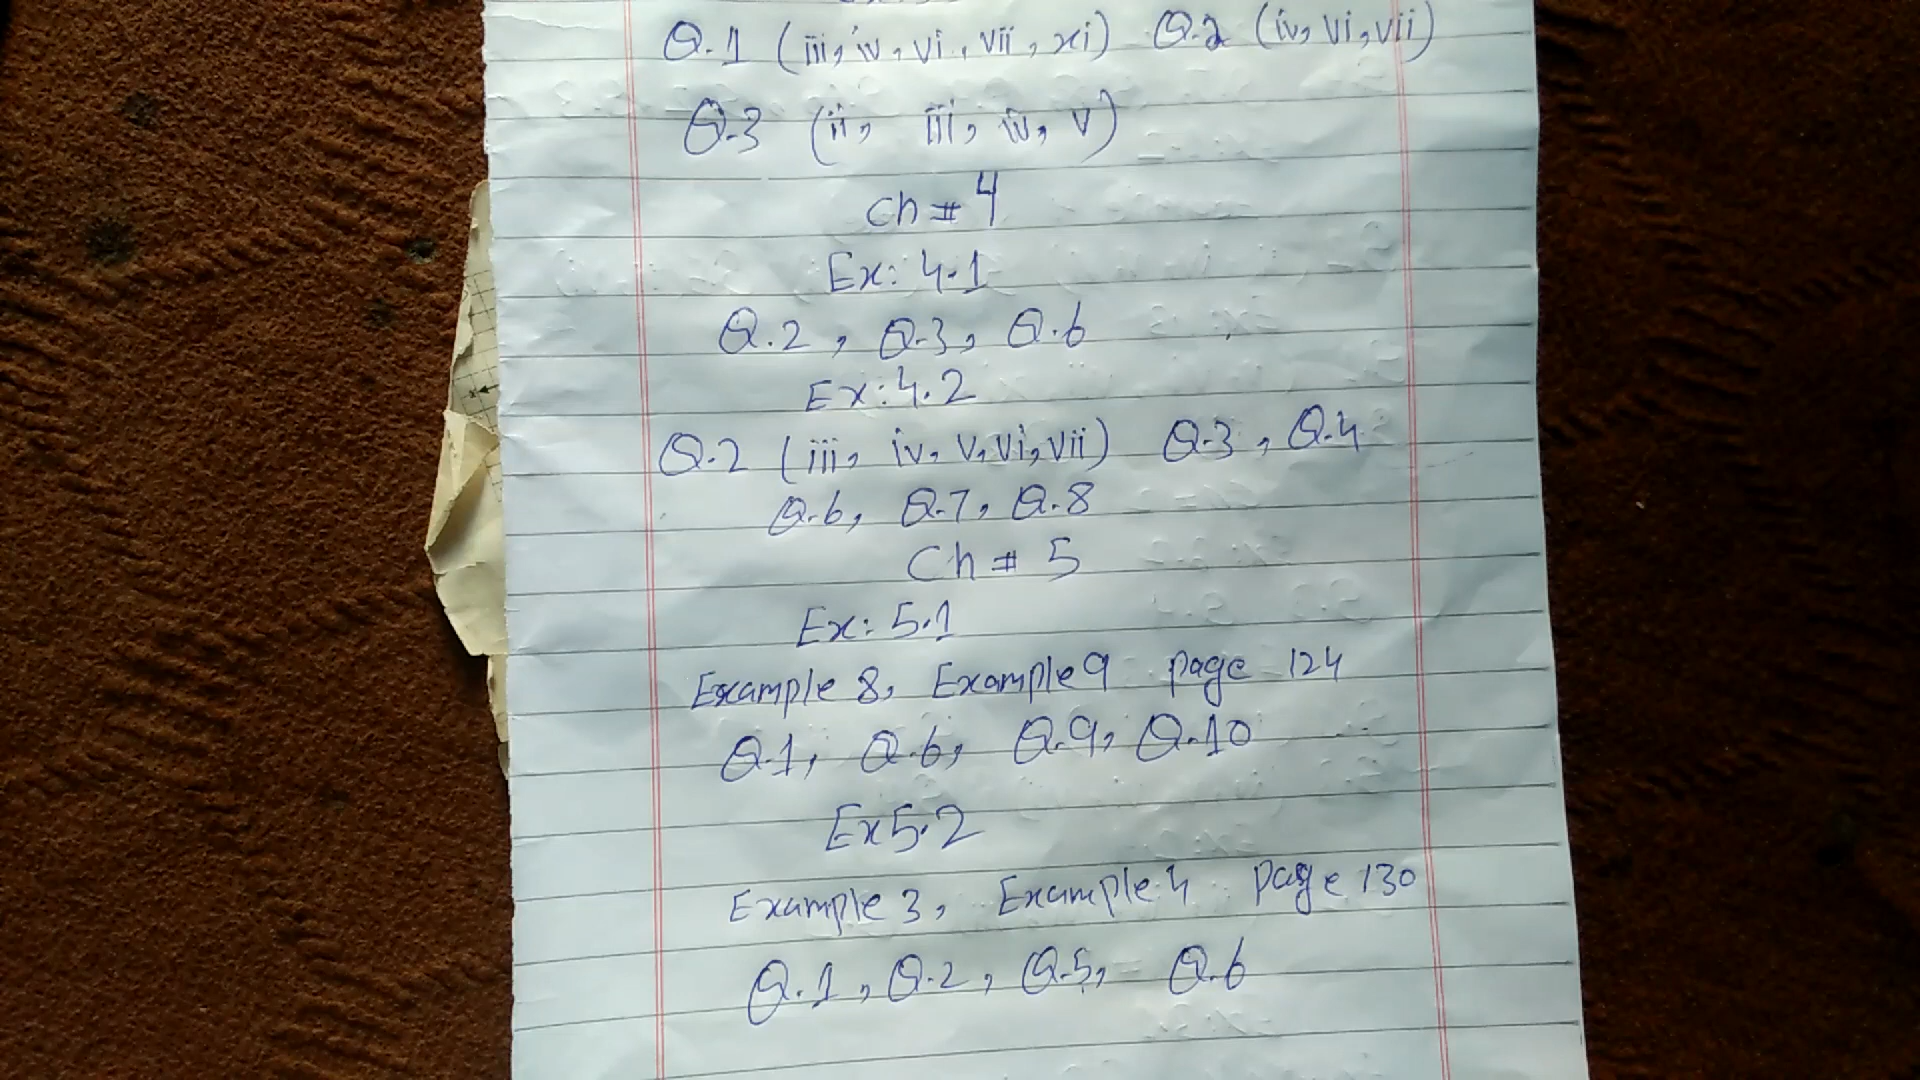 Q.1 (iii, iv, vi, vii, xi) Q.2 (iv, vi, vii)
Q.3 (ii, iii, iv, v)
Ch # 4
Ex: 4.1
Q.2, Q.3, Q.6
Ex: 4.2
Q.2 (iii, iv, v, vi, vii) Q.3, Q.4
Q.6, Q.7, Q.8
Ch # 5
Ex: 5.1
Example 8, Example 9 page 124
Q.1, Q.6, Q.9, Q.10
Ex 5.2
Example 3, Example 4 page 130
Q.1, Q.2, Q.5, Q.6